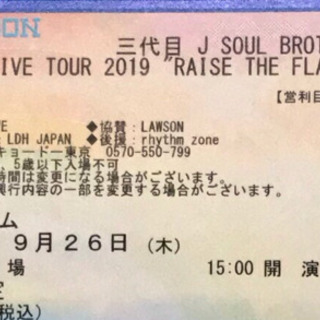 SON
三代目 J SOUL BROT
IVE TOUR 2019 "RAISE THE FLA
【営利目
E ◆協賛：LAWSON
LDH JAPAN ◆後援：rhythm zone
キョードー東京 0570-550-799
5歳以下入場不可
時間は変更になる場合がございます。
興行内容の一部を変更する場合がございます。
ム
9月26日(木)
場 15:00 開 演
定
税込)